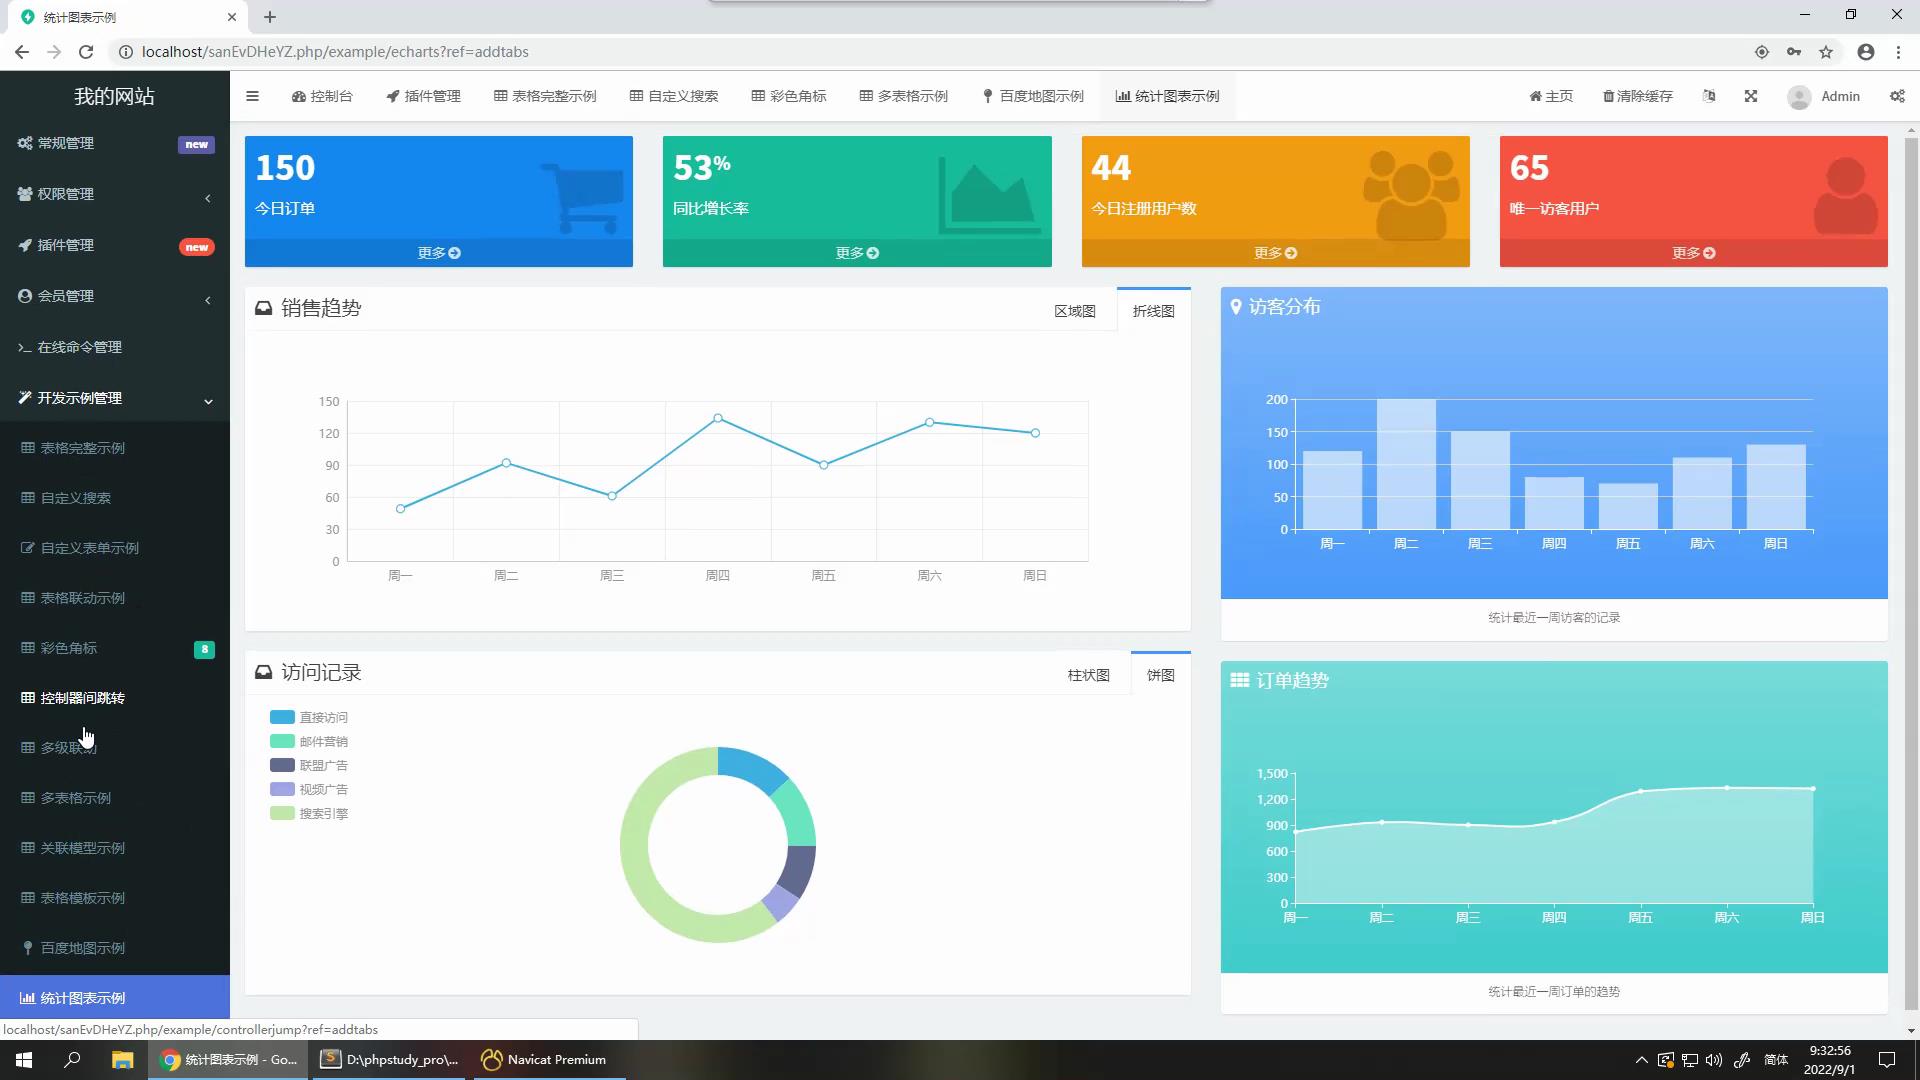 统计图表示例
localhost/sanEvDHeYZ.php/example/echarts?ref=addtabs
我的网站
控制台
插件管理
表格完整示例
自定义搜索
彩色角标
多表格示例
百度地图示例
统计图表示例
主页
清除缓存
Admin
常规管理
new
权限管理
插件管理
new
会员管理
在线命令管理
开发示例管理
表格完整示例
自定义搜索
自定义表单示例
表格联动示例
彩色角标
8
控制器间跳转
多级联动
多表格示例
关联模型示例
表格模板示例
百度地图示例
统计图表示例
150
今日订单
更多
53%
同比增长率
更多
44
今日注册用户数
更多
65
唯一访客用户
更多
销售趋势
区域图
折线图
150
120
90
60
30
0
周一
周二
周三
周四
周五
周六
周日
访客分布
200
150
100
50
0
周一
周二
周三
周四
周五
周六
周日
统计最近一周访客的记录
访问记录
柱状图
饼图
直接访问
邮件营销
联盟广告
视频广告
搜索引擎
订单趋势
1,500
1,200
900
600
300
0
周一
周二
周三
周四
周五
周六
周日
统计最近一周订单的趋势
localhost/sanEvDHeYZ.php/example/controllerjump?ref=addtabs
统计图表示例 - Go...
D:\phpstudy_pro\...
Navicat Premium
简体
9:32:56
2022/9/1